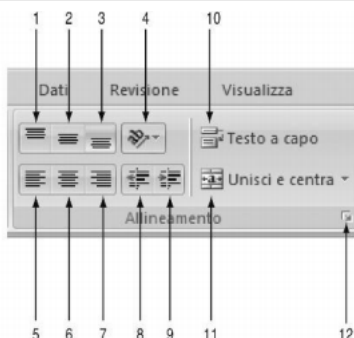 1 2 3 4 10
Dati Revisione Visualizza
Testo a capo
Unisci e centra
Allineamento
5 6 7 8 9 11 12